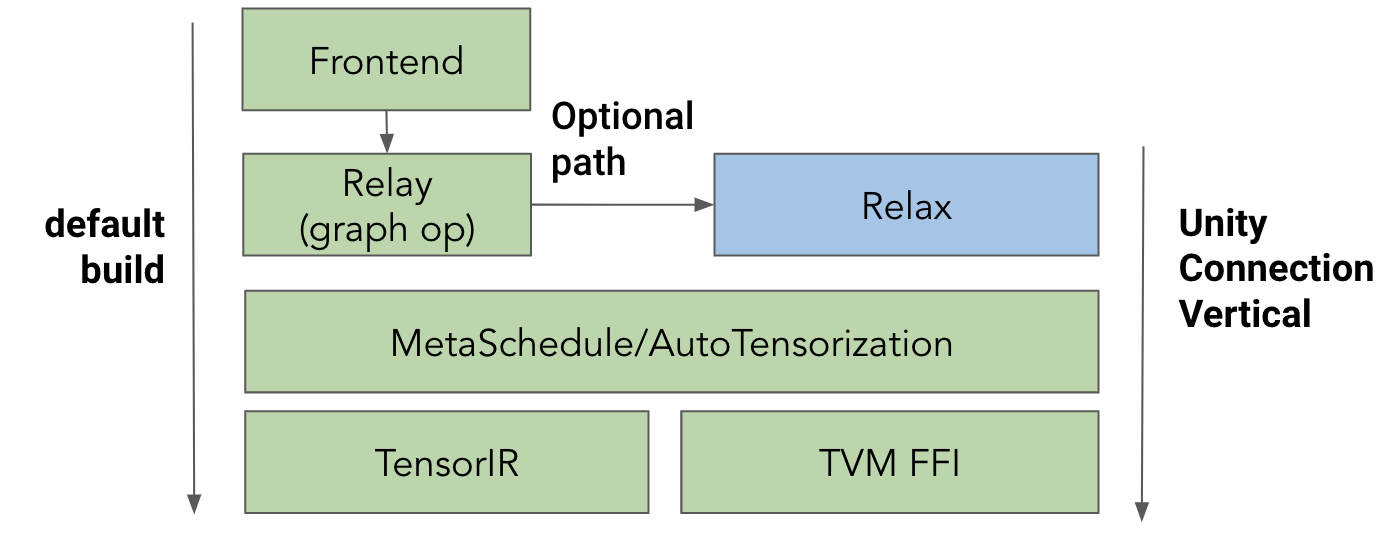 Frontend
Optional
path
Relay
(graph op)
Relax
default
build
Unity
Connection
Vertical
MetaSchedule/AutoTensorization
TensorIR
TVM FFI